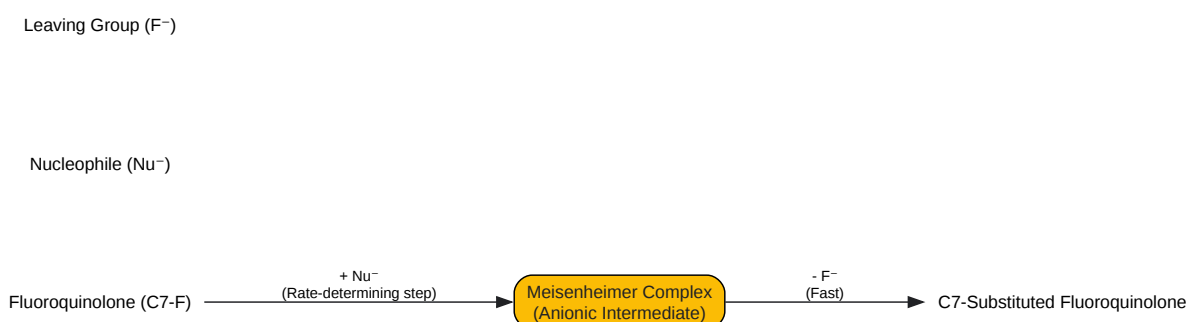 Leaving Group (F⁻)
Nucleophile (Nu⁻)
Fluoroquinolone (C7-F)
+ Nu⁻
(Rate-determining step)
Meisenheimer Complex
(Anionic Intermediate)
- F⁻
(Fast)
C7-Substituted Fluoroquinolone